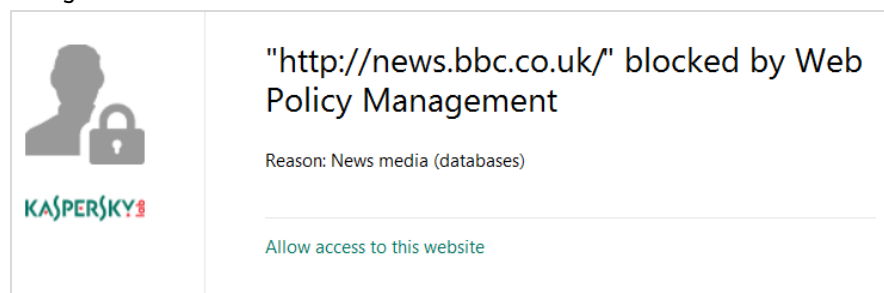 "http://news.bbc.co.uk/" blocked by Web
Policy Management
Reason: News media (databases)
KASPERSKY lab
Allow access to this website